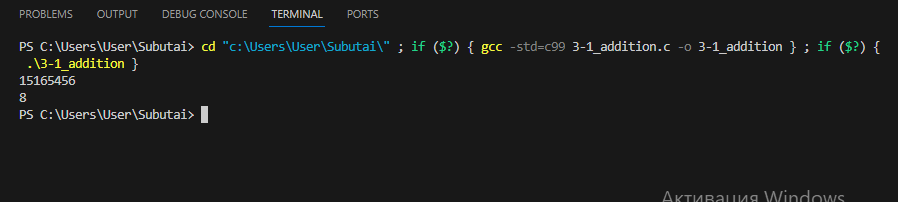 PROBLEMS OUTPUT DEBUG CONSOLE TERMINAL PORTS
PS C:\Users\User\Subutai> cd "c:\Users\User\Subutai\" ; if ($?) { gcc -std=c99 3-1_addition.c -o 3-1_addition } ; if ($?) {
.\3-1_addition }
15165456
8
PS C:\Users\User\Subutai>
Активация Windows